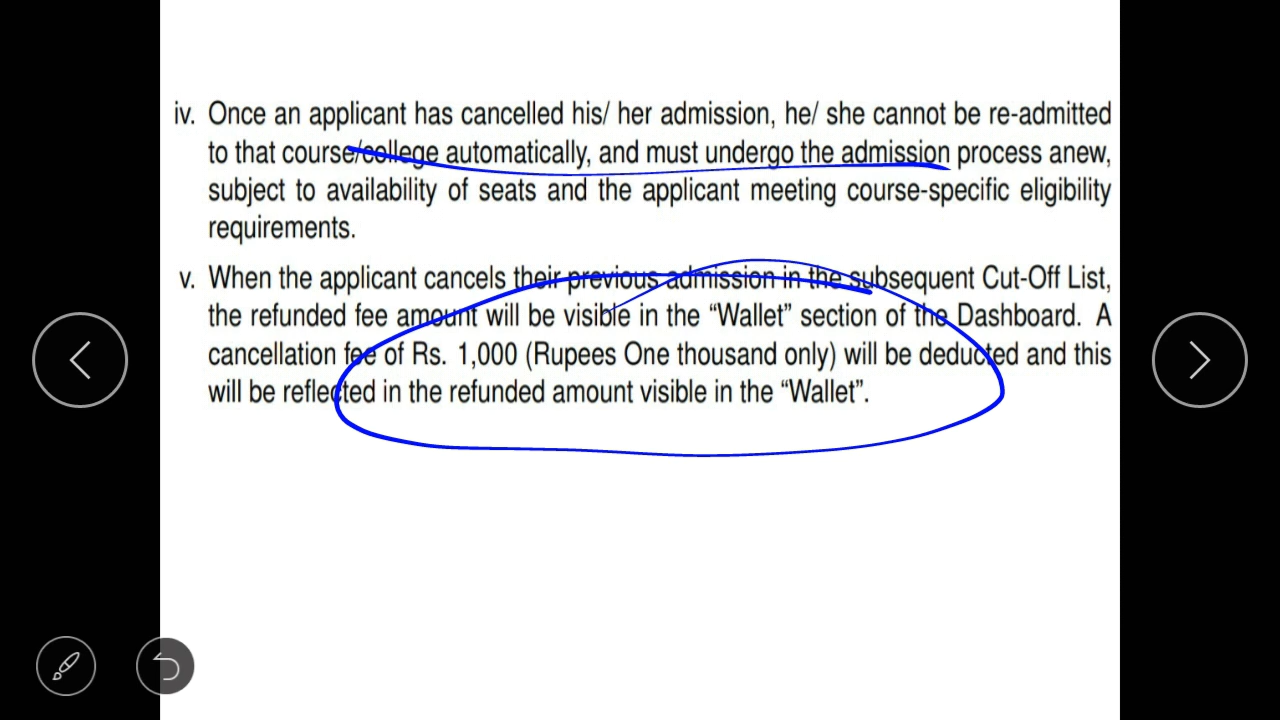 iv. Once an applicant has cancelled his/ her admission, he/ she cannot be re-admitted
to that course/college automatically, and must undergo the admission process anew,
subject to availability of seats and the applicant meeting course-specific eligibility
requirements.
v. When the applicant cancels their previous admission in the subsequent Cut-Off List,
the refunded fee amount will be visible in the “Wallet” section of the Dashboard. A
cancellation fee of Rs. 1,000 (Rupees One thousand only) will be deducted and this
will be reflected in the refunded amount visible in the “Wallet”.